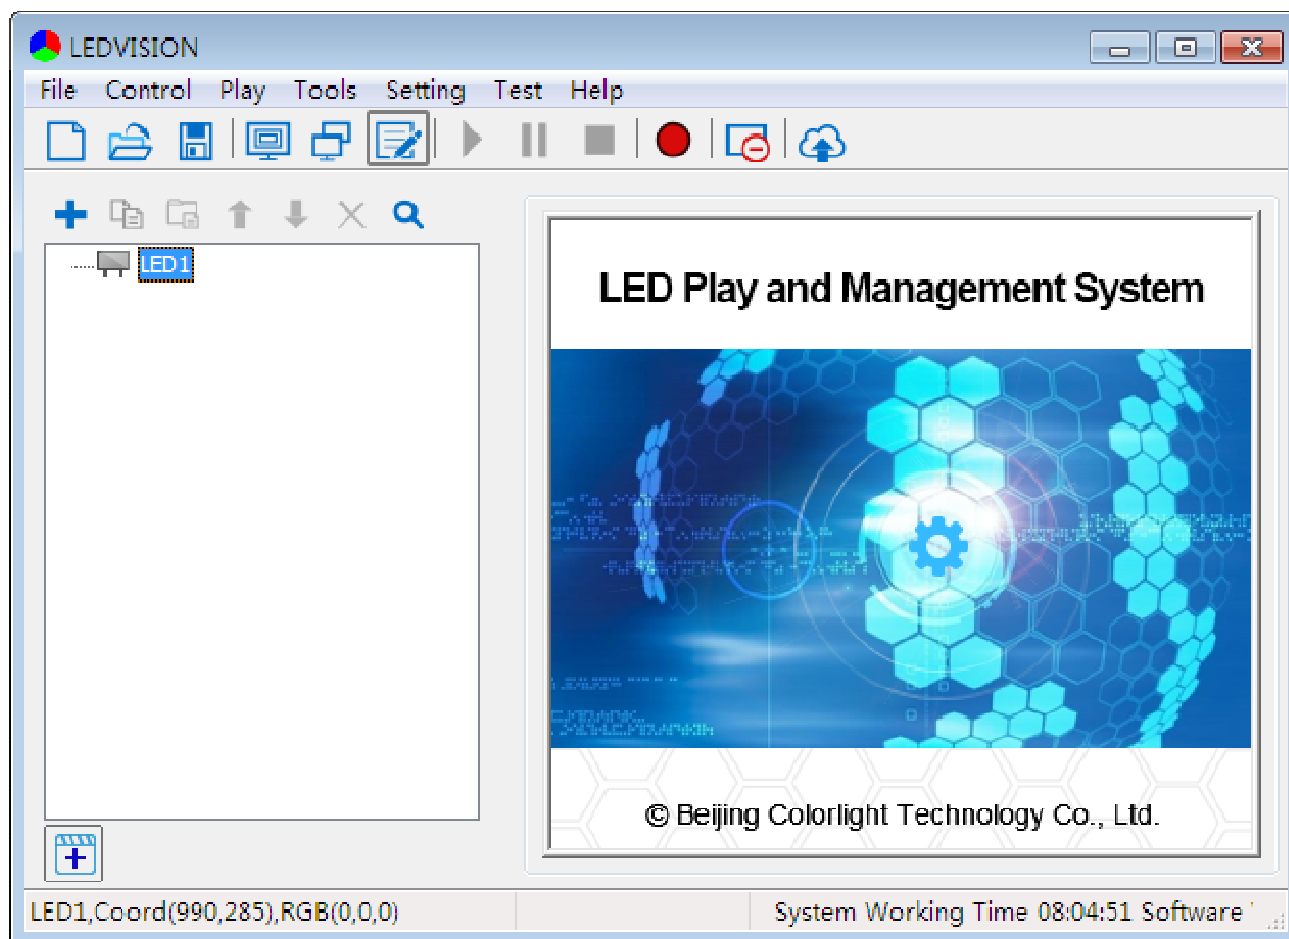 LEDVISION
File Control Play Tools Setting Test Help
LED1
LED Play and Management System
© Beijing Colorlight Technology Co., Ltd.
LED1,Coord(990,285),RGB(0,0,0)
System Working Time 08:04:51 Software